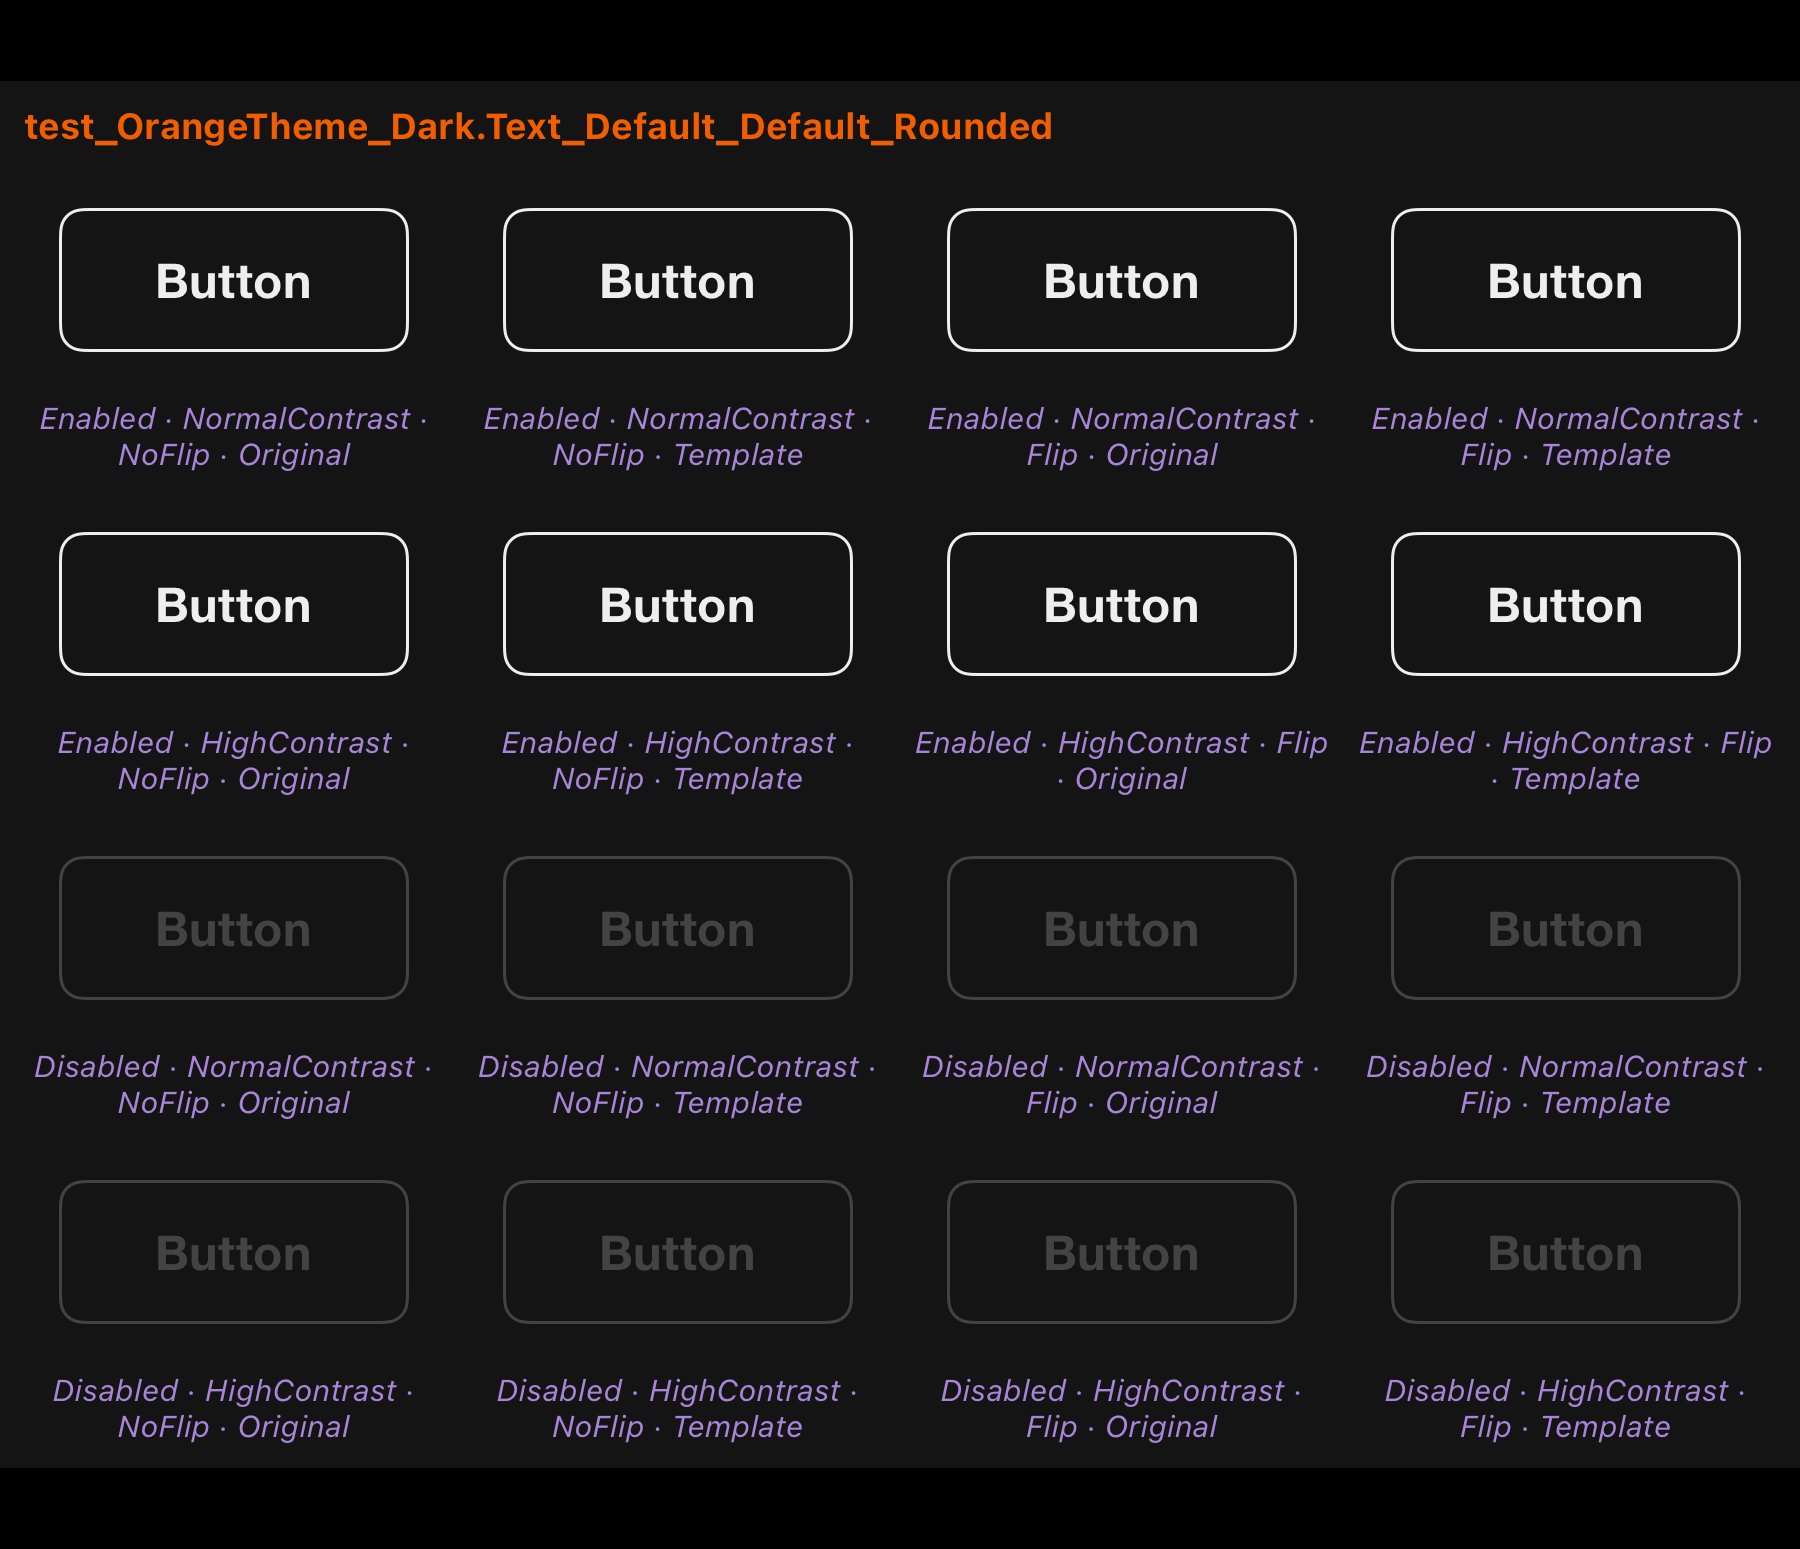 test_OrangeTheme_Dark.Text_Default_Default_Rounded
Button Button Button Button
Enabled · NormalContrast · Enabled · NormalContrast · Enabled · NormalContrast · Enabled · NormalContrast ·
NoFlip · Original NoFlip · Template Flip · Original Flip · Template
Button Button Button Button
Enabled · HighContrast · Enabled · HighContrast · Enabled · HighContrast · Flip Enabled · HighContrast · Flip
NoFlip · Original NoFlip · Template · Original · Template
Button Button Button Button
Disabled · NormalContrast · Disabled · NormalContrast · Disabled · NormalContrast · Disabled · NormalContrast ·
NoFlip · Original NoFlip · Template Flip · Original Flip · Template
Button Button Button Button
Disabled · HighContrast · Disabled · HighContrast · Disabled · HighContrast · Disabled · HighContrast ·
NoFlip · Original NoFlip · Template Flip · Original Flip · Template